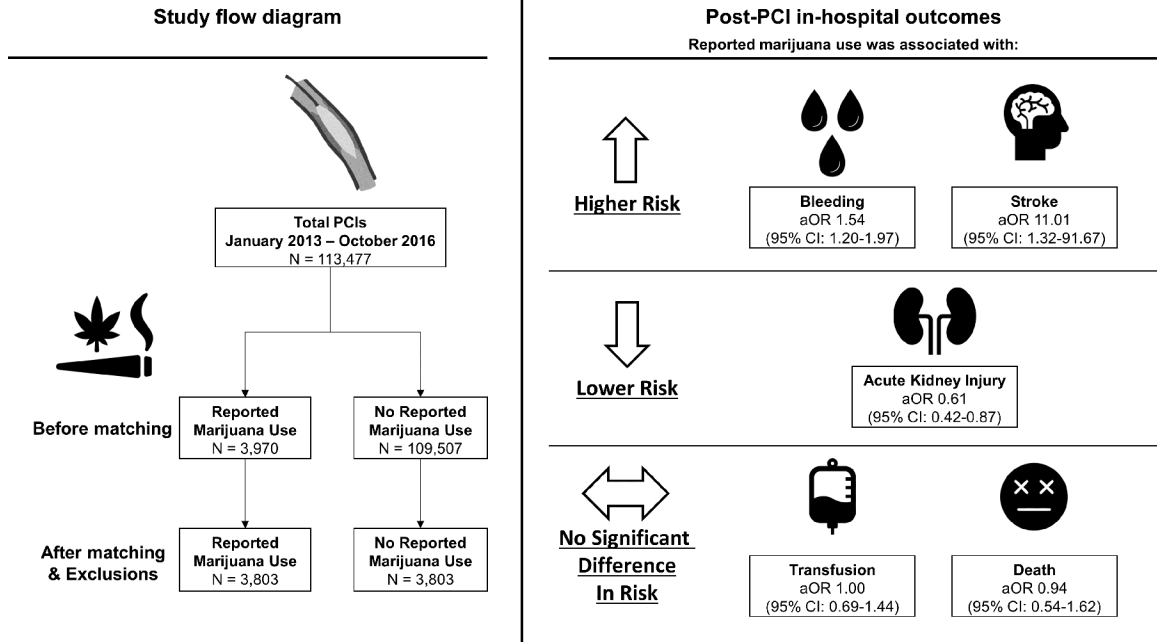 Study flow diagram
Total PCIs
January 2013 – October 2016
N = 113,477
Before matching
Reported
Marijuana Use
N = 3,970
No Reported
Marijuana Use
N = 109,507
After matching
& Exclusions
Reported
Marijuana Use
N = 3,803
No Reported
Marijuana Use
N = 3,803
Post-PCI in-hospital outcomes
Reported marijuana use was associated with:
Higher Risk
Bleeding
aOR 1.54
(95% CI: 1.20-1.97)
Stroke
aOR 11.01
(95% CI: 1.32-91.67)
Lower Risk
Acute Kidney Injury
aOR 0.61
(95% CI: 0.42-0.87)
No Significant
Difference
In Risk
Transfusion
aOR 1.00
(95% CI: 0.69-1.44)
Death
aOR 0.94
(95% CI: 0.54-1.62)